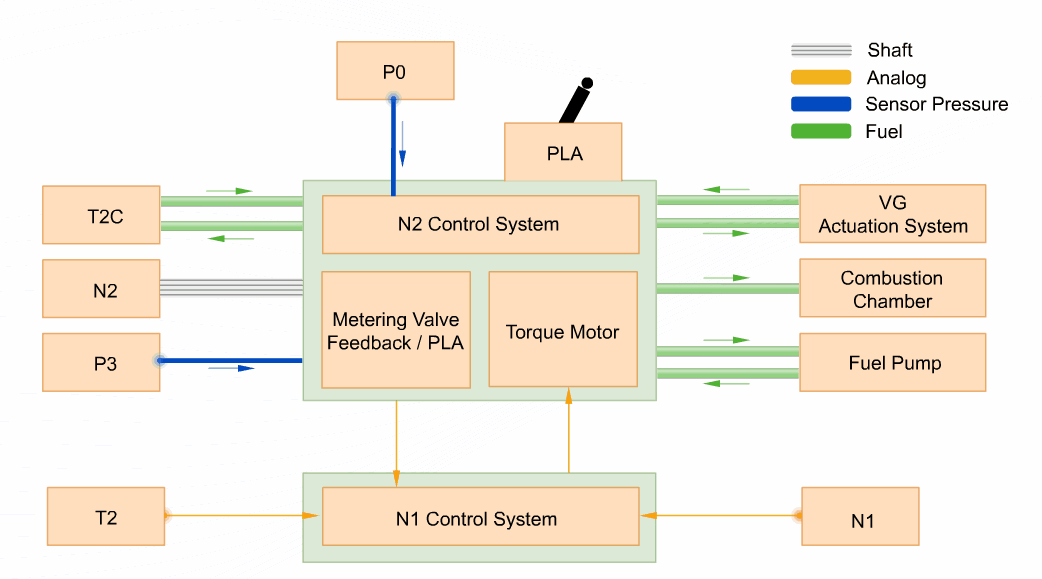 P0
PLA
Shaft
Analog
Sensor Pressure
Fuel
T2C
N2 Control System
VG
Actuation System
N2
Metering Valve
Feedback / PLA
Torque Motor
Combustion
Chamber
P3
Fuel Pump
T2
N1 Control System
N1